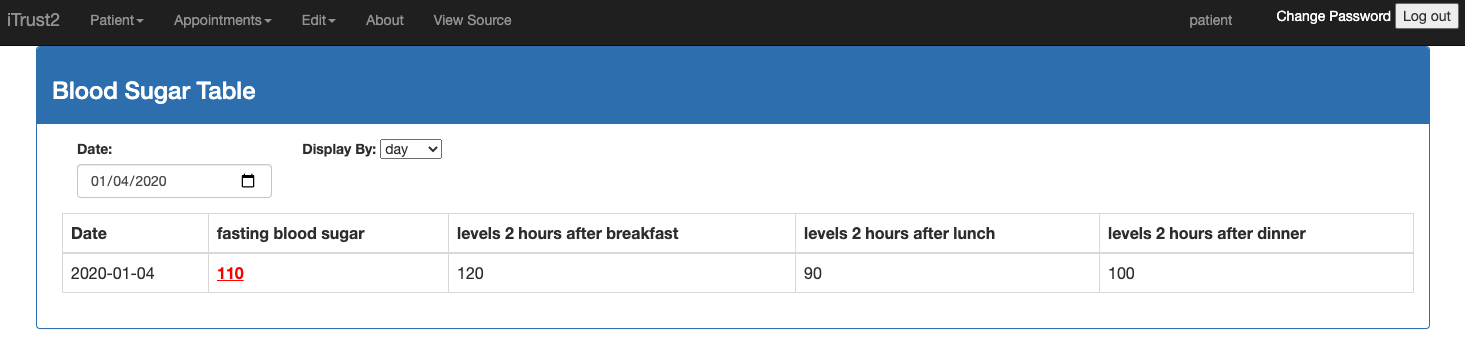 iTrust2 Patient Appointments Edit About View Source patient Change Password Log out
Blood Sugar Table
Date: Display By: day
01/04/2020
Date fasting blood sugar levels 2 hours after breakfast levels 2 hours after lunch levels 2 hours after dinner
2020-01-04 110 120 90 100